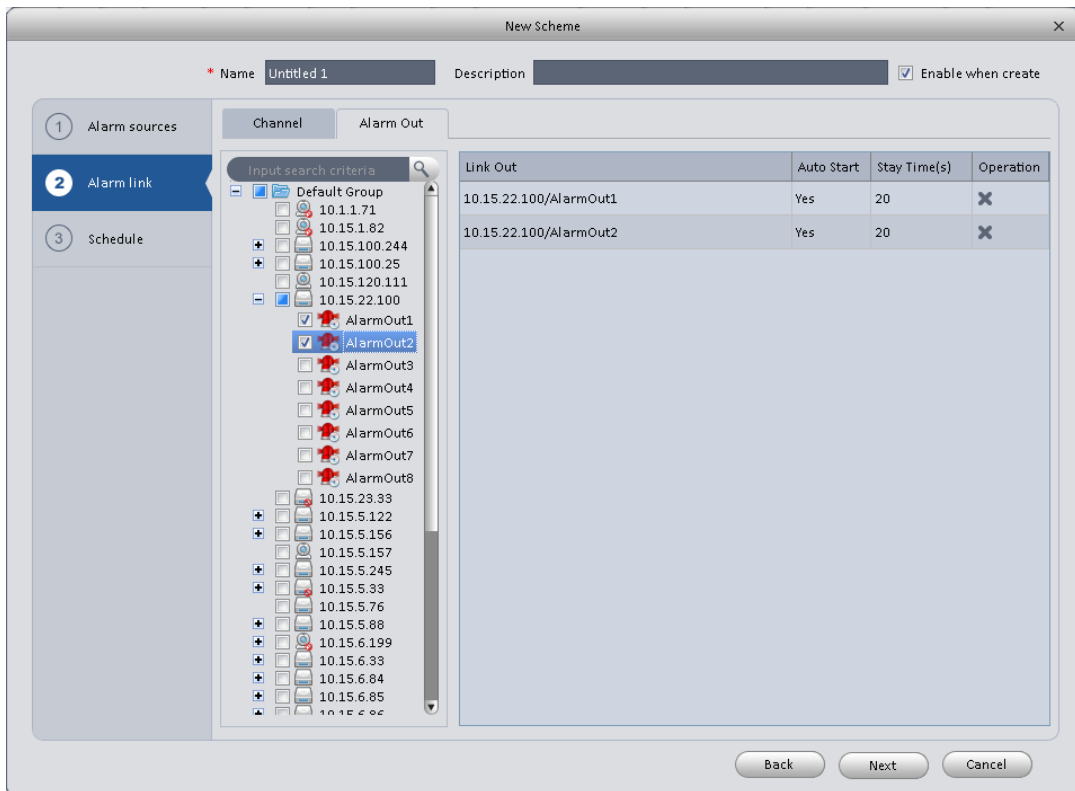 New Scheme
* Name Untitled 1 Description Enable when create
1 Alarm sources
2 Alarm link
3 Schedule
Channel Alarm Out
Input search criteria
Default Group
10.1.1.71
10.15.1.82
10.15.100.244
10.15.100.25
10.15.120.111
10.15.22.100
AlarmOut1
AlarmOut2
AlarmOut3
AlarmOut4
AlarmOut5
AlarmOut6
AlarmOut7
AlarmOut8
10.15.23.33
10.15.5.122
10.15.5.156
10.15.5.157
10.15.5.245
10.15.5.33
10.15.5.76
10.15.5.88
10.15.6.199
10.15.6.33
10.15.6.84
10.15.6.85
10.15.6.86
Link Out Auto Start Stay Time(s) Operation
10.15.22.100/AlarmOut1 Yes 20
10.15.22.100/AlarmOut2 Yes 20
Back Next Cancel